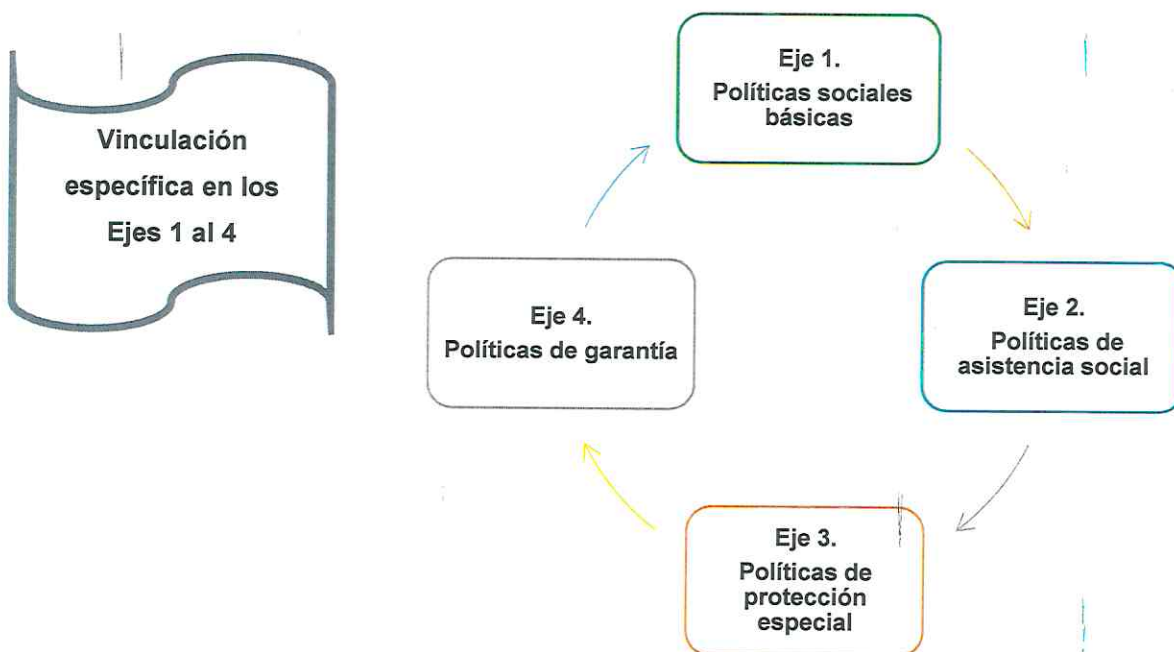 Vinculación
específica en los
Ejes 1 al 4
Eje 1.
Políticas sociales
básicas
Eje 2.
Políticas de
asistencia social
Eje 3.
Políticas de
protección
especial
Eje 4.
Políticas de garantía